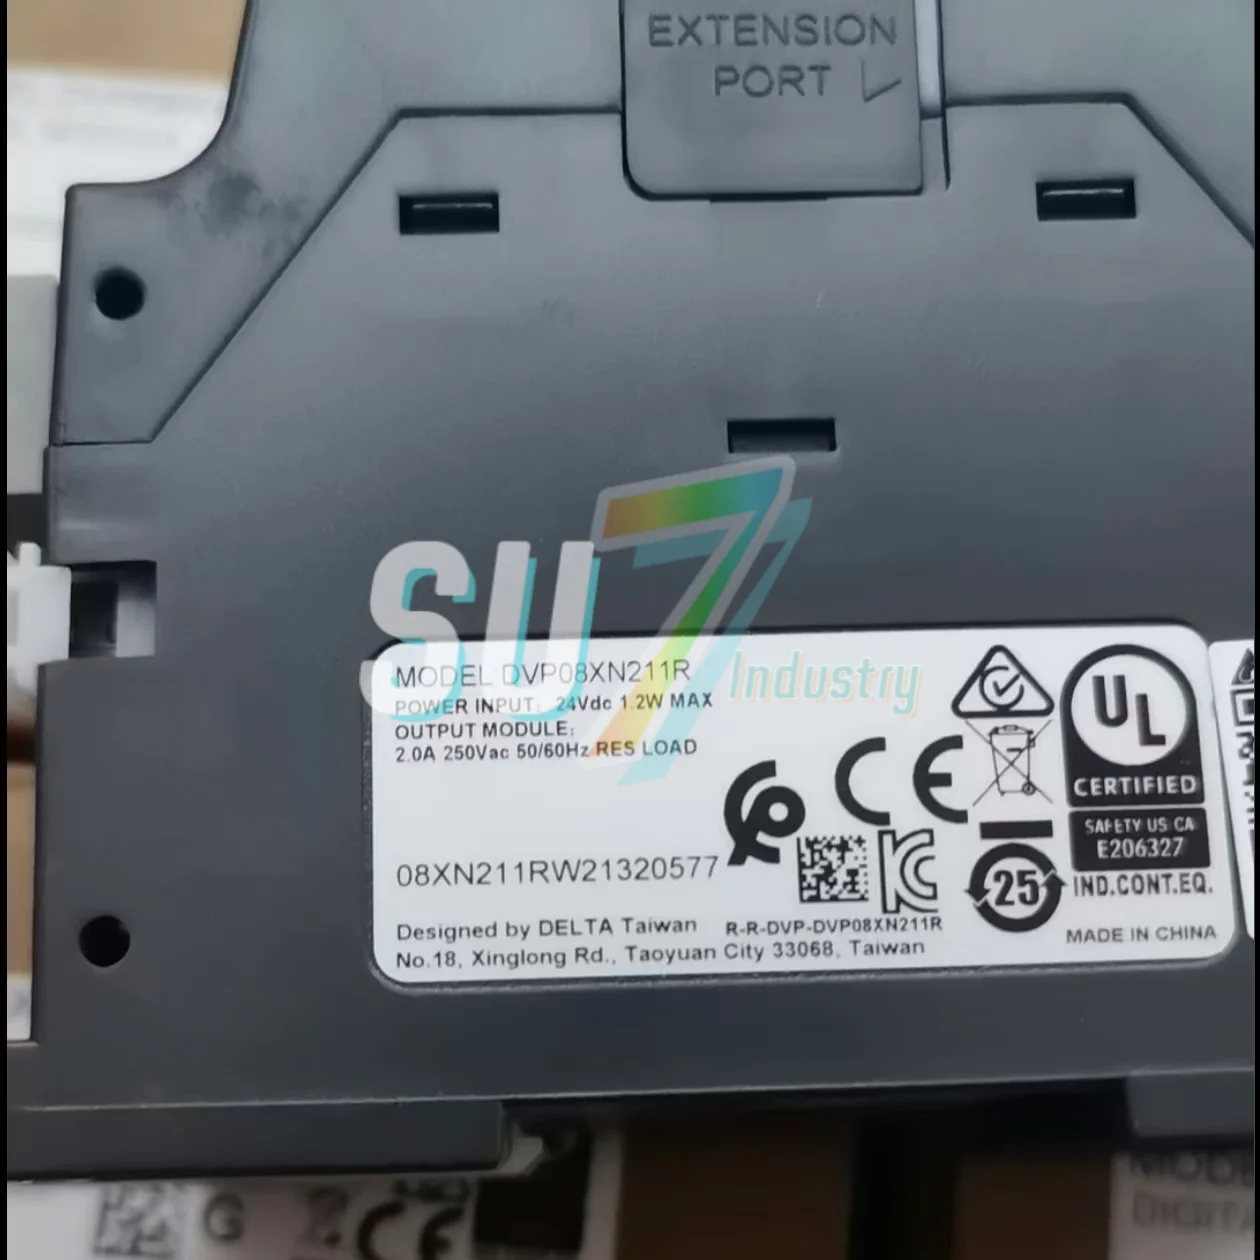 EXTENSION
PORT
SU7
Industry
MODEL: DVP08XN211R
POWER INPUT: 24Vdc 1.2W MAX
OUTPUT MODULE:
2.0A 250Vac 50/60Hz RES LOAD
08XN211RW21320577
Designed by DELTA Taiwan
R-R-DVP-DVP08XN211R
No.18, Xinglong Rd., Taoyuan City 33068, Taiwan
CE
25
UL
CERTIFIED
SAFETY US CA
E206327
IND.CONT.EQ.
MADE IN CHINA
G
CE